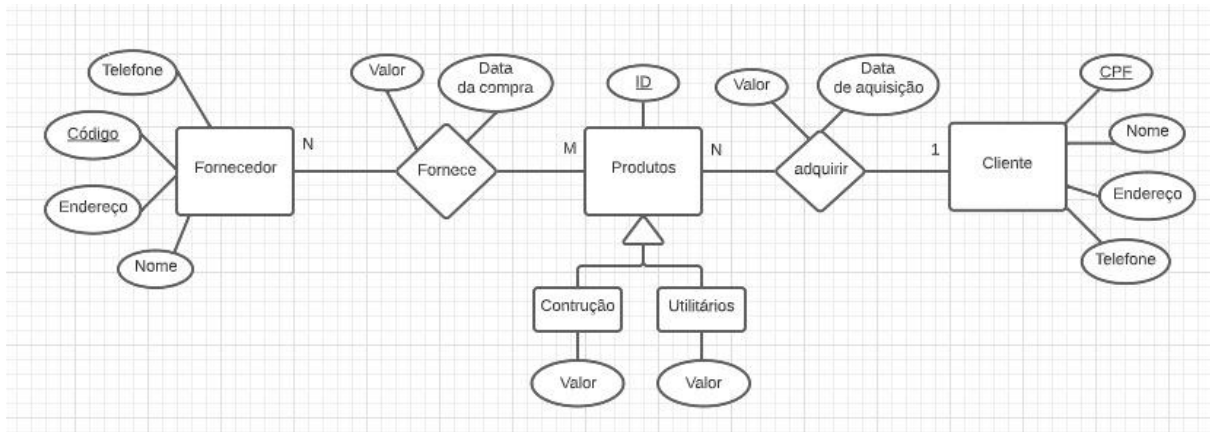 Telefone
Código
Endereço
Nome
Fornecedor
N
Valor
Data
da compra
Fornece
M
ID
Produtos
N
Valor
Data
de aquisição
adquirir
1
Cliente
CPF
Nome
Endereço
Telefone
Contrução
Utilitários
Valor
Valor